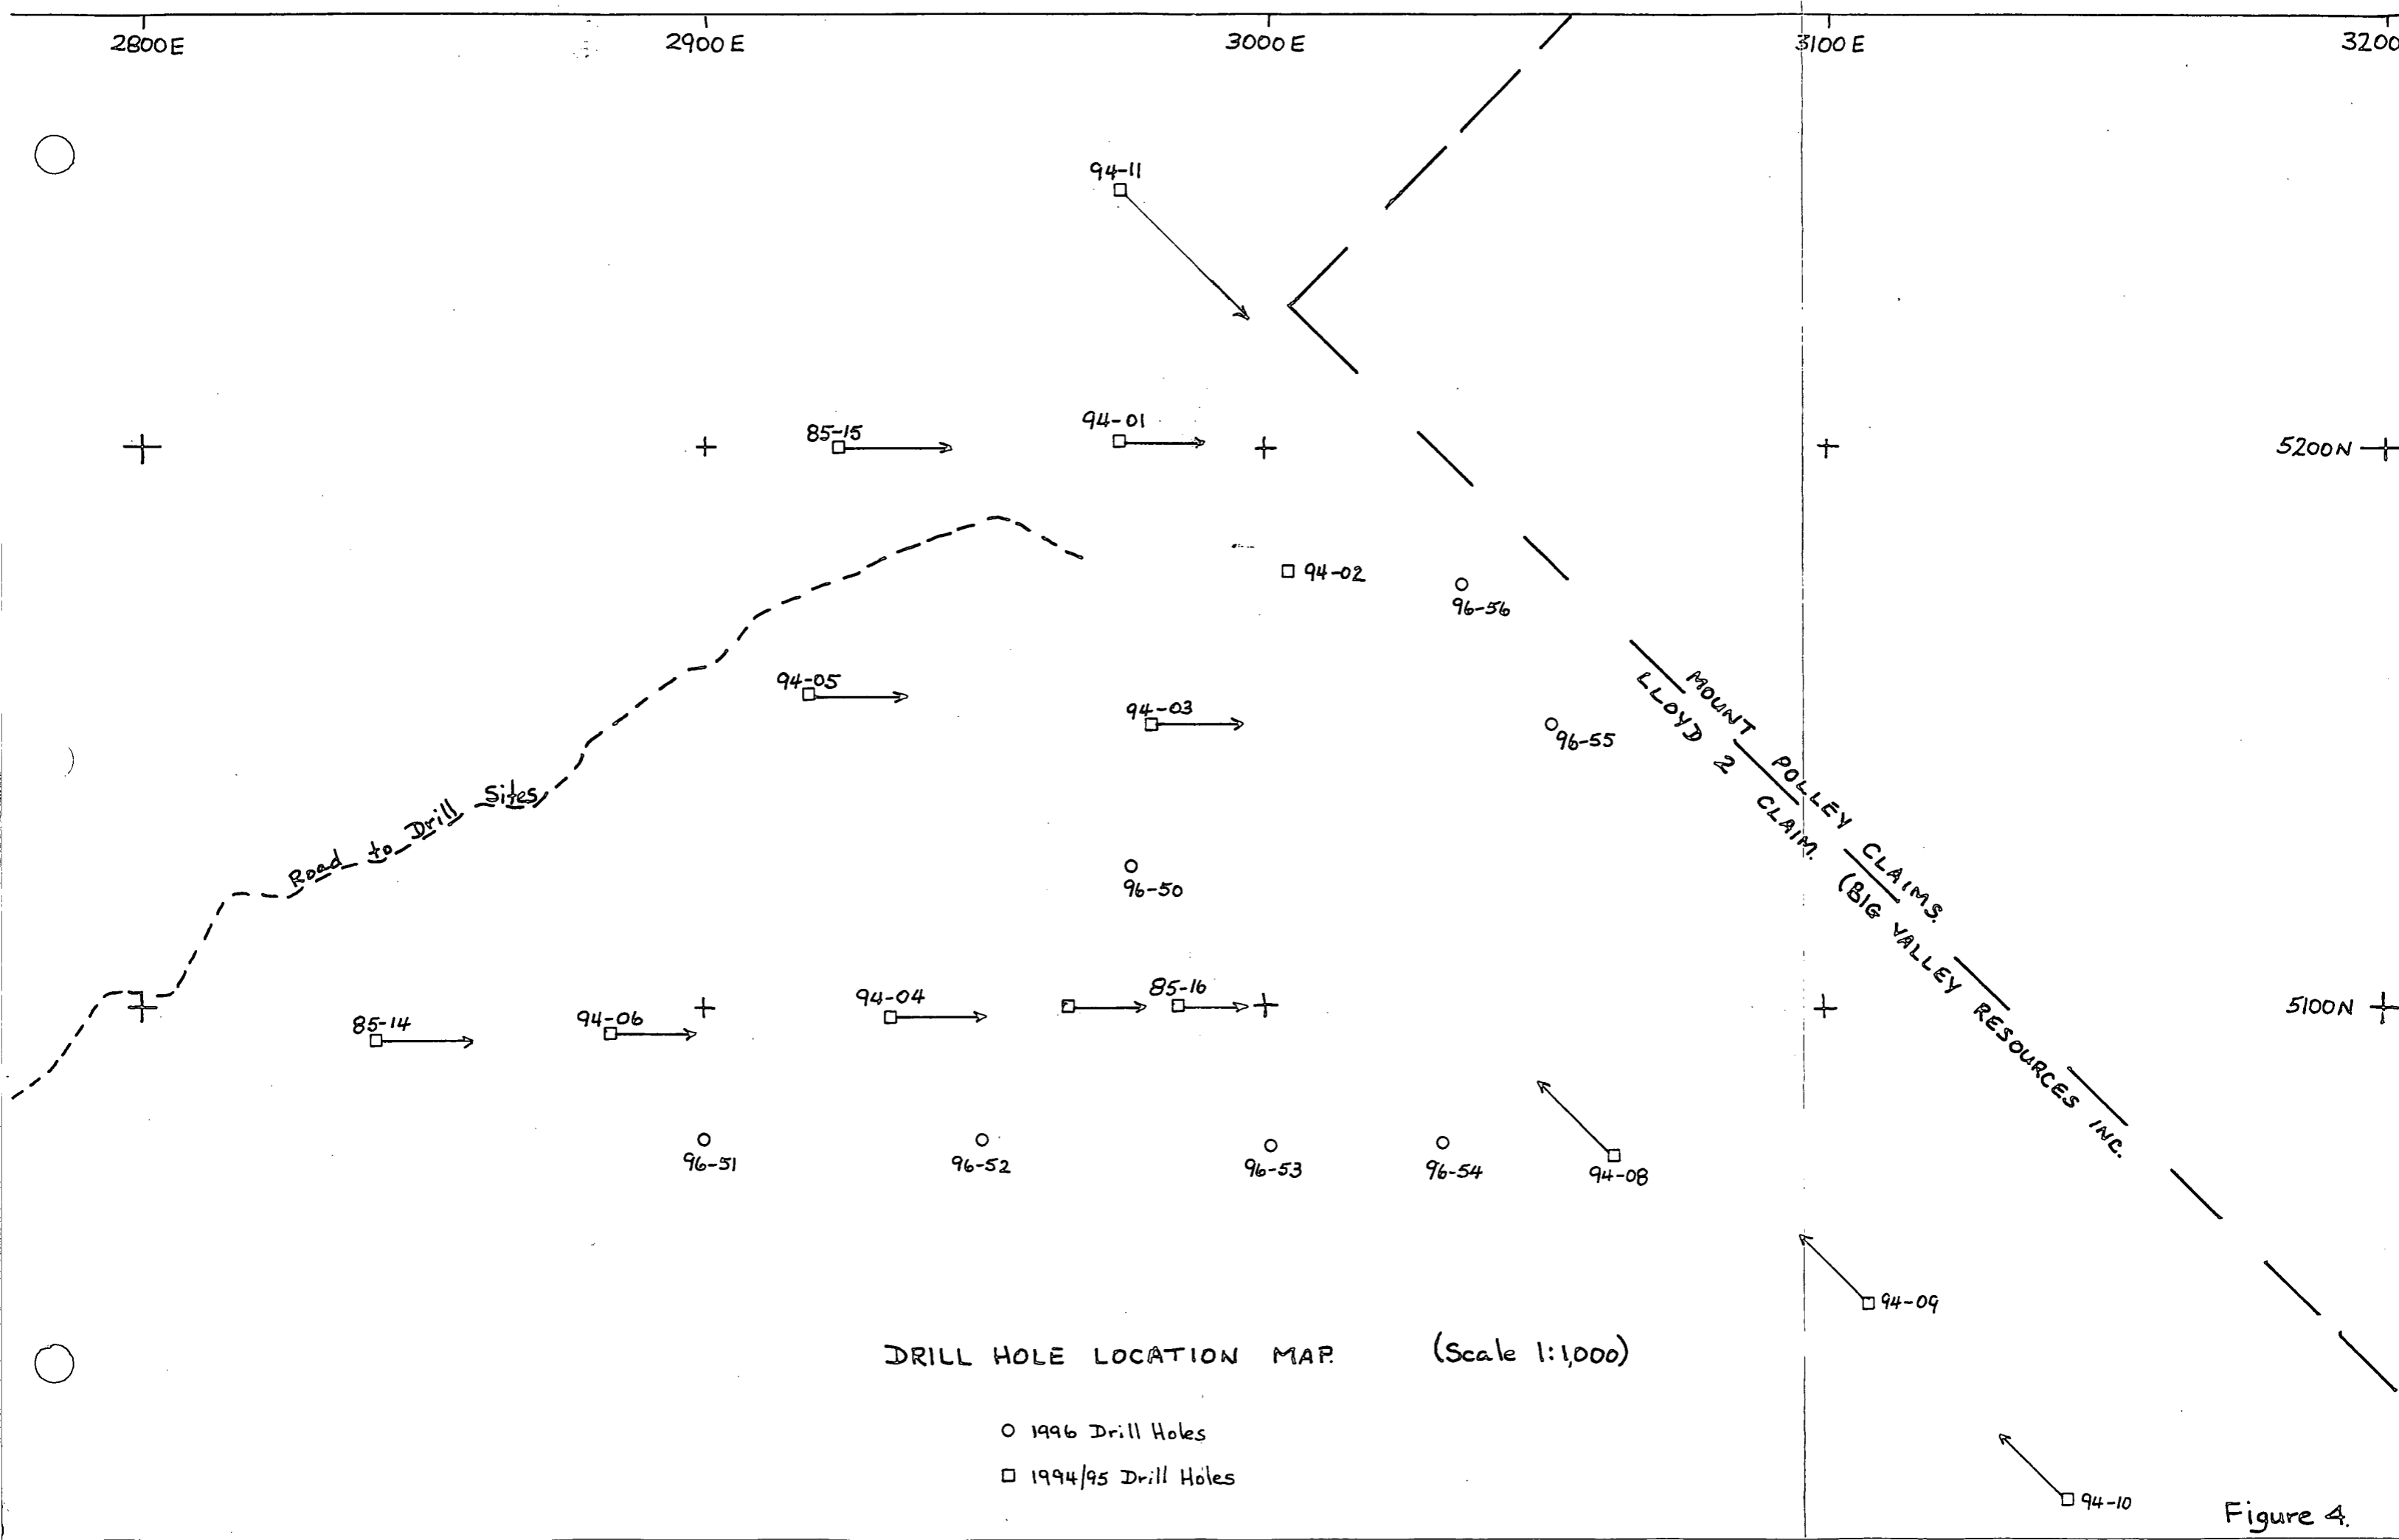 2800E
2900E
3000E
3100E
3200
94-11
85-15
94-01
5200N
94-02
96-56
94-05
94-03
96-55
MOUNT POLLEY CLAIMS.
LLOYD 2 CLAIM. (BIG VALLEY RESOURCES INC.
Road to Drill Sites
96-50
85-14
94-06
94-04
85-16
5100N
96-51
96-52
96-53
96-54
94-08
94-09
DRILL HOLE LOCATION MAP. (Scale 1:1,000)
O 1996 Drill Holes
□ 1994/95 Drill Holes
94-10
Figure 4.